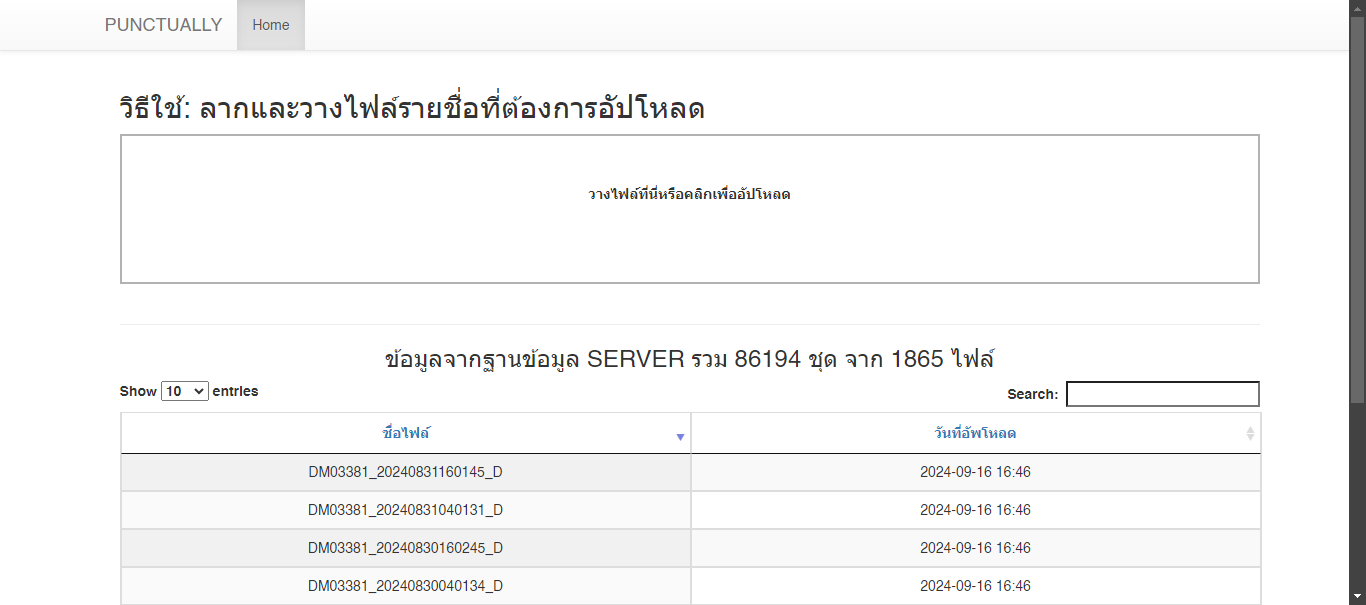 PUNCTUALLY Home
วิธีใช้: ลากและวางไฟล์รายชื่อที่ต้องการอัปโหลด
วางไฟล์ที่นี่หรือคลิกเพื่ออัปโหลด
ข้อมูลจากฐานข้อมูล SERVER รวม 86194 ชุด จาก 1865 ไฟล์
Show 10 entries Search:
ชื่อไฟล์ วันที่อัพโหลด
DM03381_20240831160145_D 2024-09-16 16:46
DM03381_20240831040131_D 2024-09-16 16:46
DM03381_20240830160245_D 2024-09-16 16:46
DM03381_20240830040134_D 2024-09-16 16:46